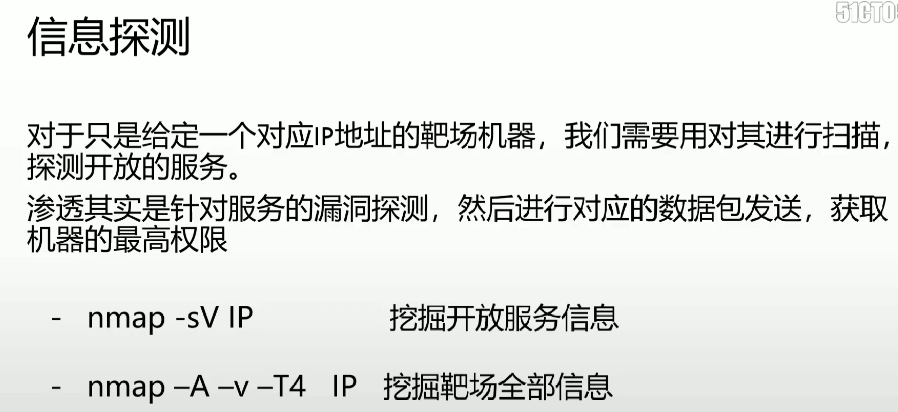 51CTO
信息探测
对于只是给定一个对应IP地址的靶场机器，我们需要用对其进行扫描，
探测开放的服务。
渗透其实是针对服务的漏洞探测，然后进行对应的数据包发送，获取
机器的最高权限
- nmap -sV IP 挖掘开放服务信息
- nmap –A –v –T4 IP 挖掘靶场全部信息